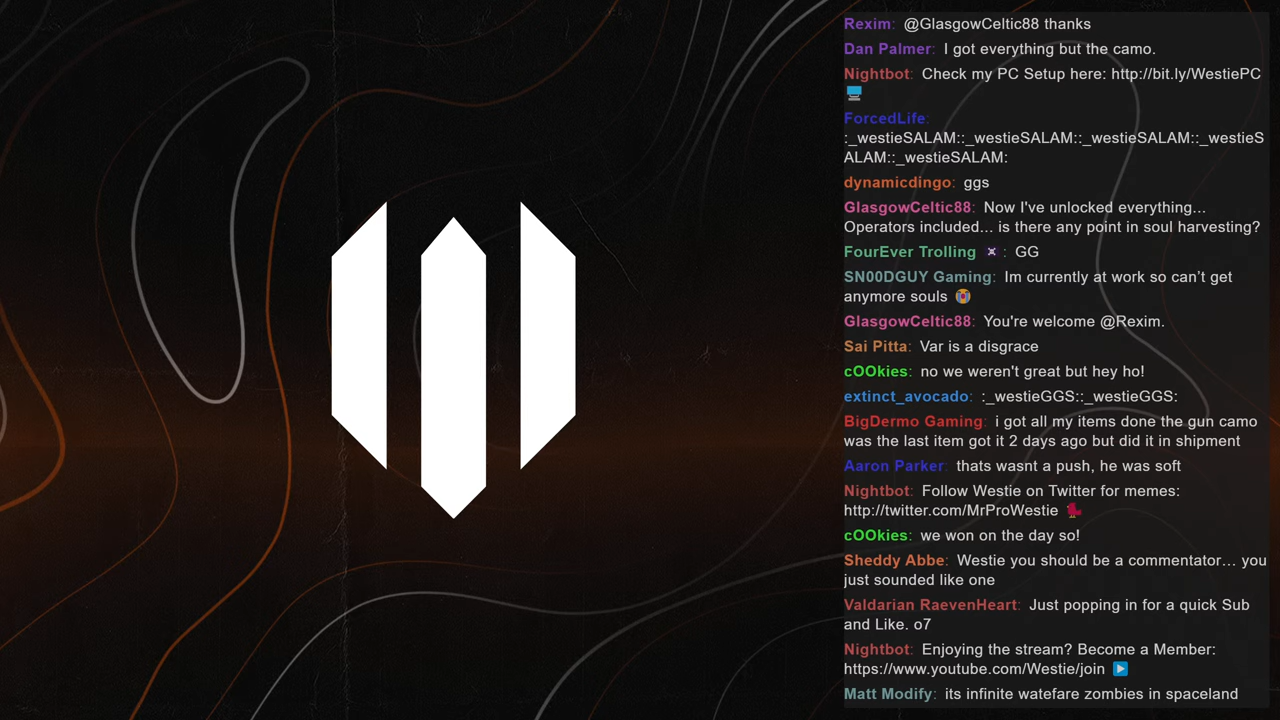 Rexim: @GlasgowCeltic88 thanks
Dan Palmer: I got everything but the camo.
Nightbot: Check my PC Setup here: http://bit.ly/WestiePC
ForcedLife:
:_westieSALAM::_westieSALAM::_westieSALAM::_westieS
ALAM::_westieSALAM:
dynamicdingo: ggs
GlasgowCeltic88: Now I've unlocked everything...
Operators included... is there any point in soul harvesting?
FourEver Trolling : GG
SN00DGUY Gaming: Im currently at work so can't get
anymore souls
GlasgowCeltic88: You're welcome @Rexim.
Sai Pitta: Var is a disgrace
cOOkies: no we weren't great but hey ho!
extinct_avocado: :_westieGGS::_westieGGS:
BigDermo Gaming: i got all my items done the gun camo
was the last item got it 2 days ago but did it in shipment
Aaron Parker: thats wasnt a push, he was soft
Nightbot: Follow Westie on Twitter for memes:
http://twitter.com/MrProWestie
cOOkies: we won on the day so!
Sheddy Abbe: Westie you should be a commentator... you
just sounded like one
Valdarian RaevenHeart: Just popping in for a quick Sub
and Like. o7
Nightbot: Enjoying the stream? Become a Member:
https://www.youtube.com/Westie/join
Matt Modify: its infinite watefare zombies in spaceland